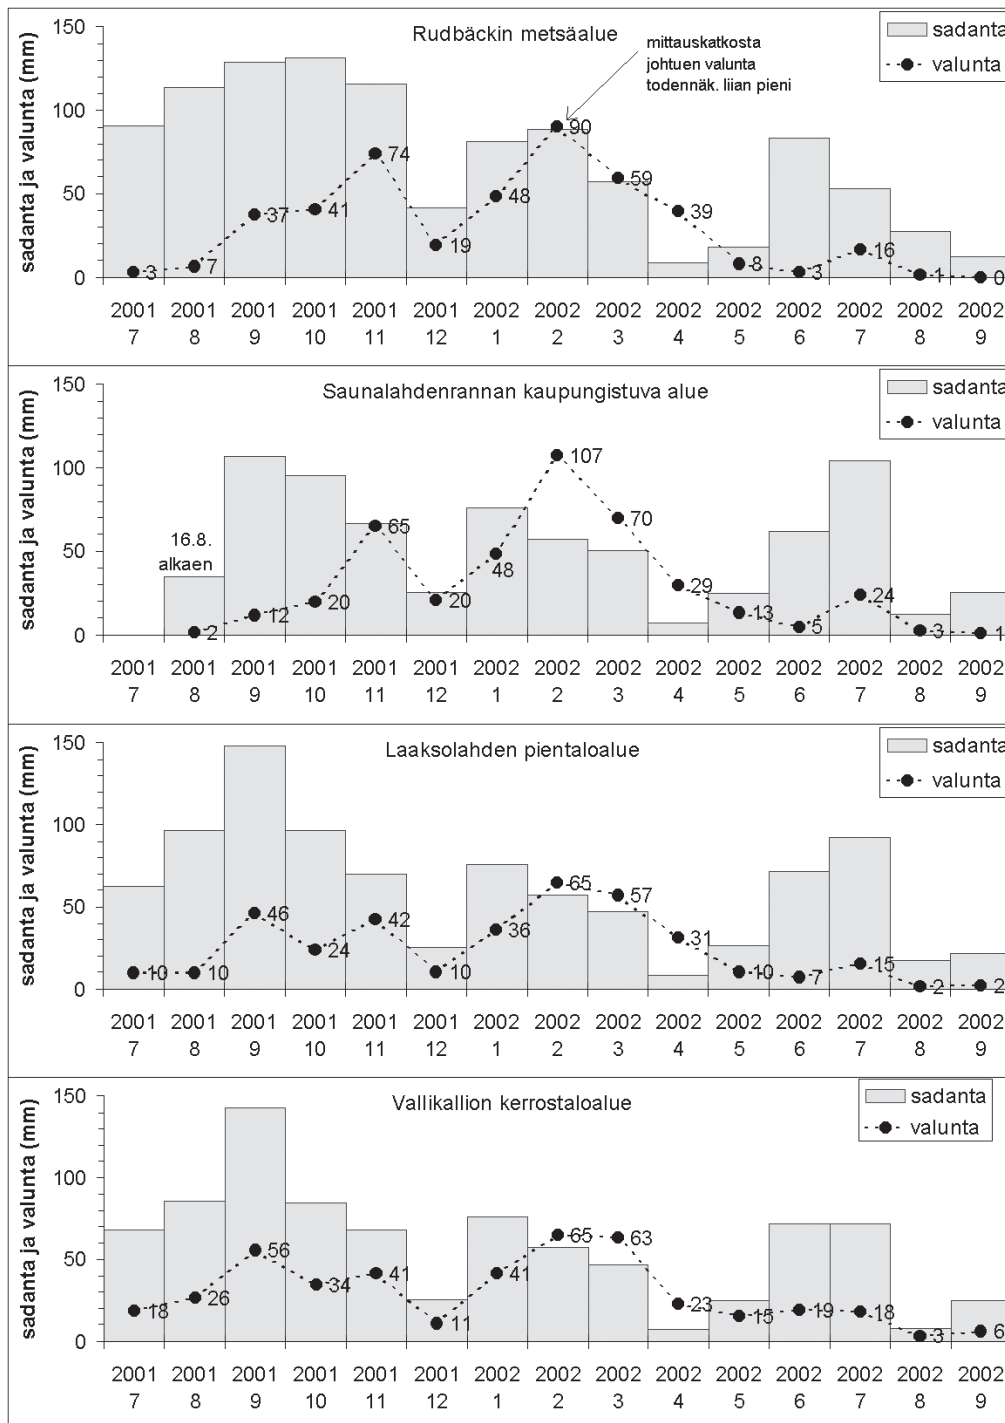 Rudbäckin metsäalue
sadanta
valunta
mittauskatkosta
johtuen valunta
todennäk. liian pieni
sadanta ja valunta (mm)
150
100
50
0
3 7 37 41 74 19 48 90 59 39 8 3 16 1 0
2001 2001 2001 2001 2001 2001 2002 2002 2002 2002 2002 2002 2002 2002 2002
7 8 9 10 11 12 1 2 3 4 5 6 7 8 9
Saunalahdenrannan kaupungistuva alue
sadanta
valunta
16.8.
alkaen
sadanta ja valunta (mm)
150
100
50
0
2 12 20 65 20 48 107 70 29 13 5 24 3 1
2001 2001 2001 2001 2001 2001 2002 2002 2002 2002 2002 2002 2002 2002 2002
7 8 9 10 11 12 1 2 3 4 5 6 7 8 9
Laaksolahden pientaloalue
sadanta
valunta
sadanta ja valunta (mm)
150
100
50
0
10 10 46 24 42 10 36 65 57 31 10 7 15 2 2
2001 2001 2001 2001 2001 2001 2002 2002 2002 2002 2002 2002 2002 2002 2002
7 8 9 10 11 12 1 2 3 4 5 6 7 8 9
Vallikallion kerrostaloalue
sadanta
valunta
sadanta ja valunta (mm)
150
100
50
0
18 26 56 34 41 11 41 65 63 23 15 19 18 3 6
2001 2001 2001 2001 2001 2001 2002 2002 2002 2002 2002 2002 2002 2002 2002
7 8 9 10 11 12 1 2 3 4 5 6 7 8 9